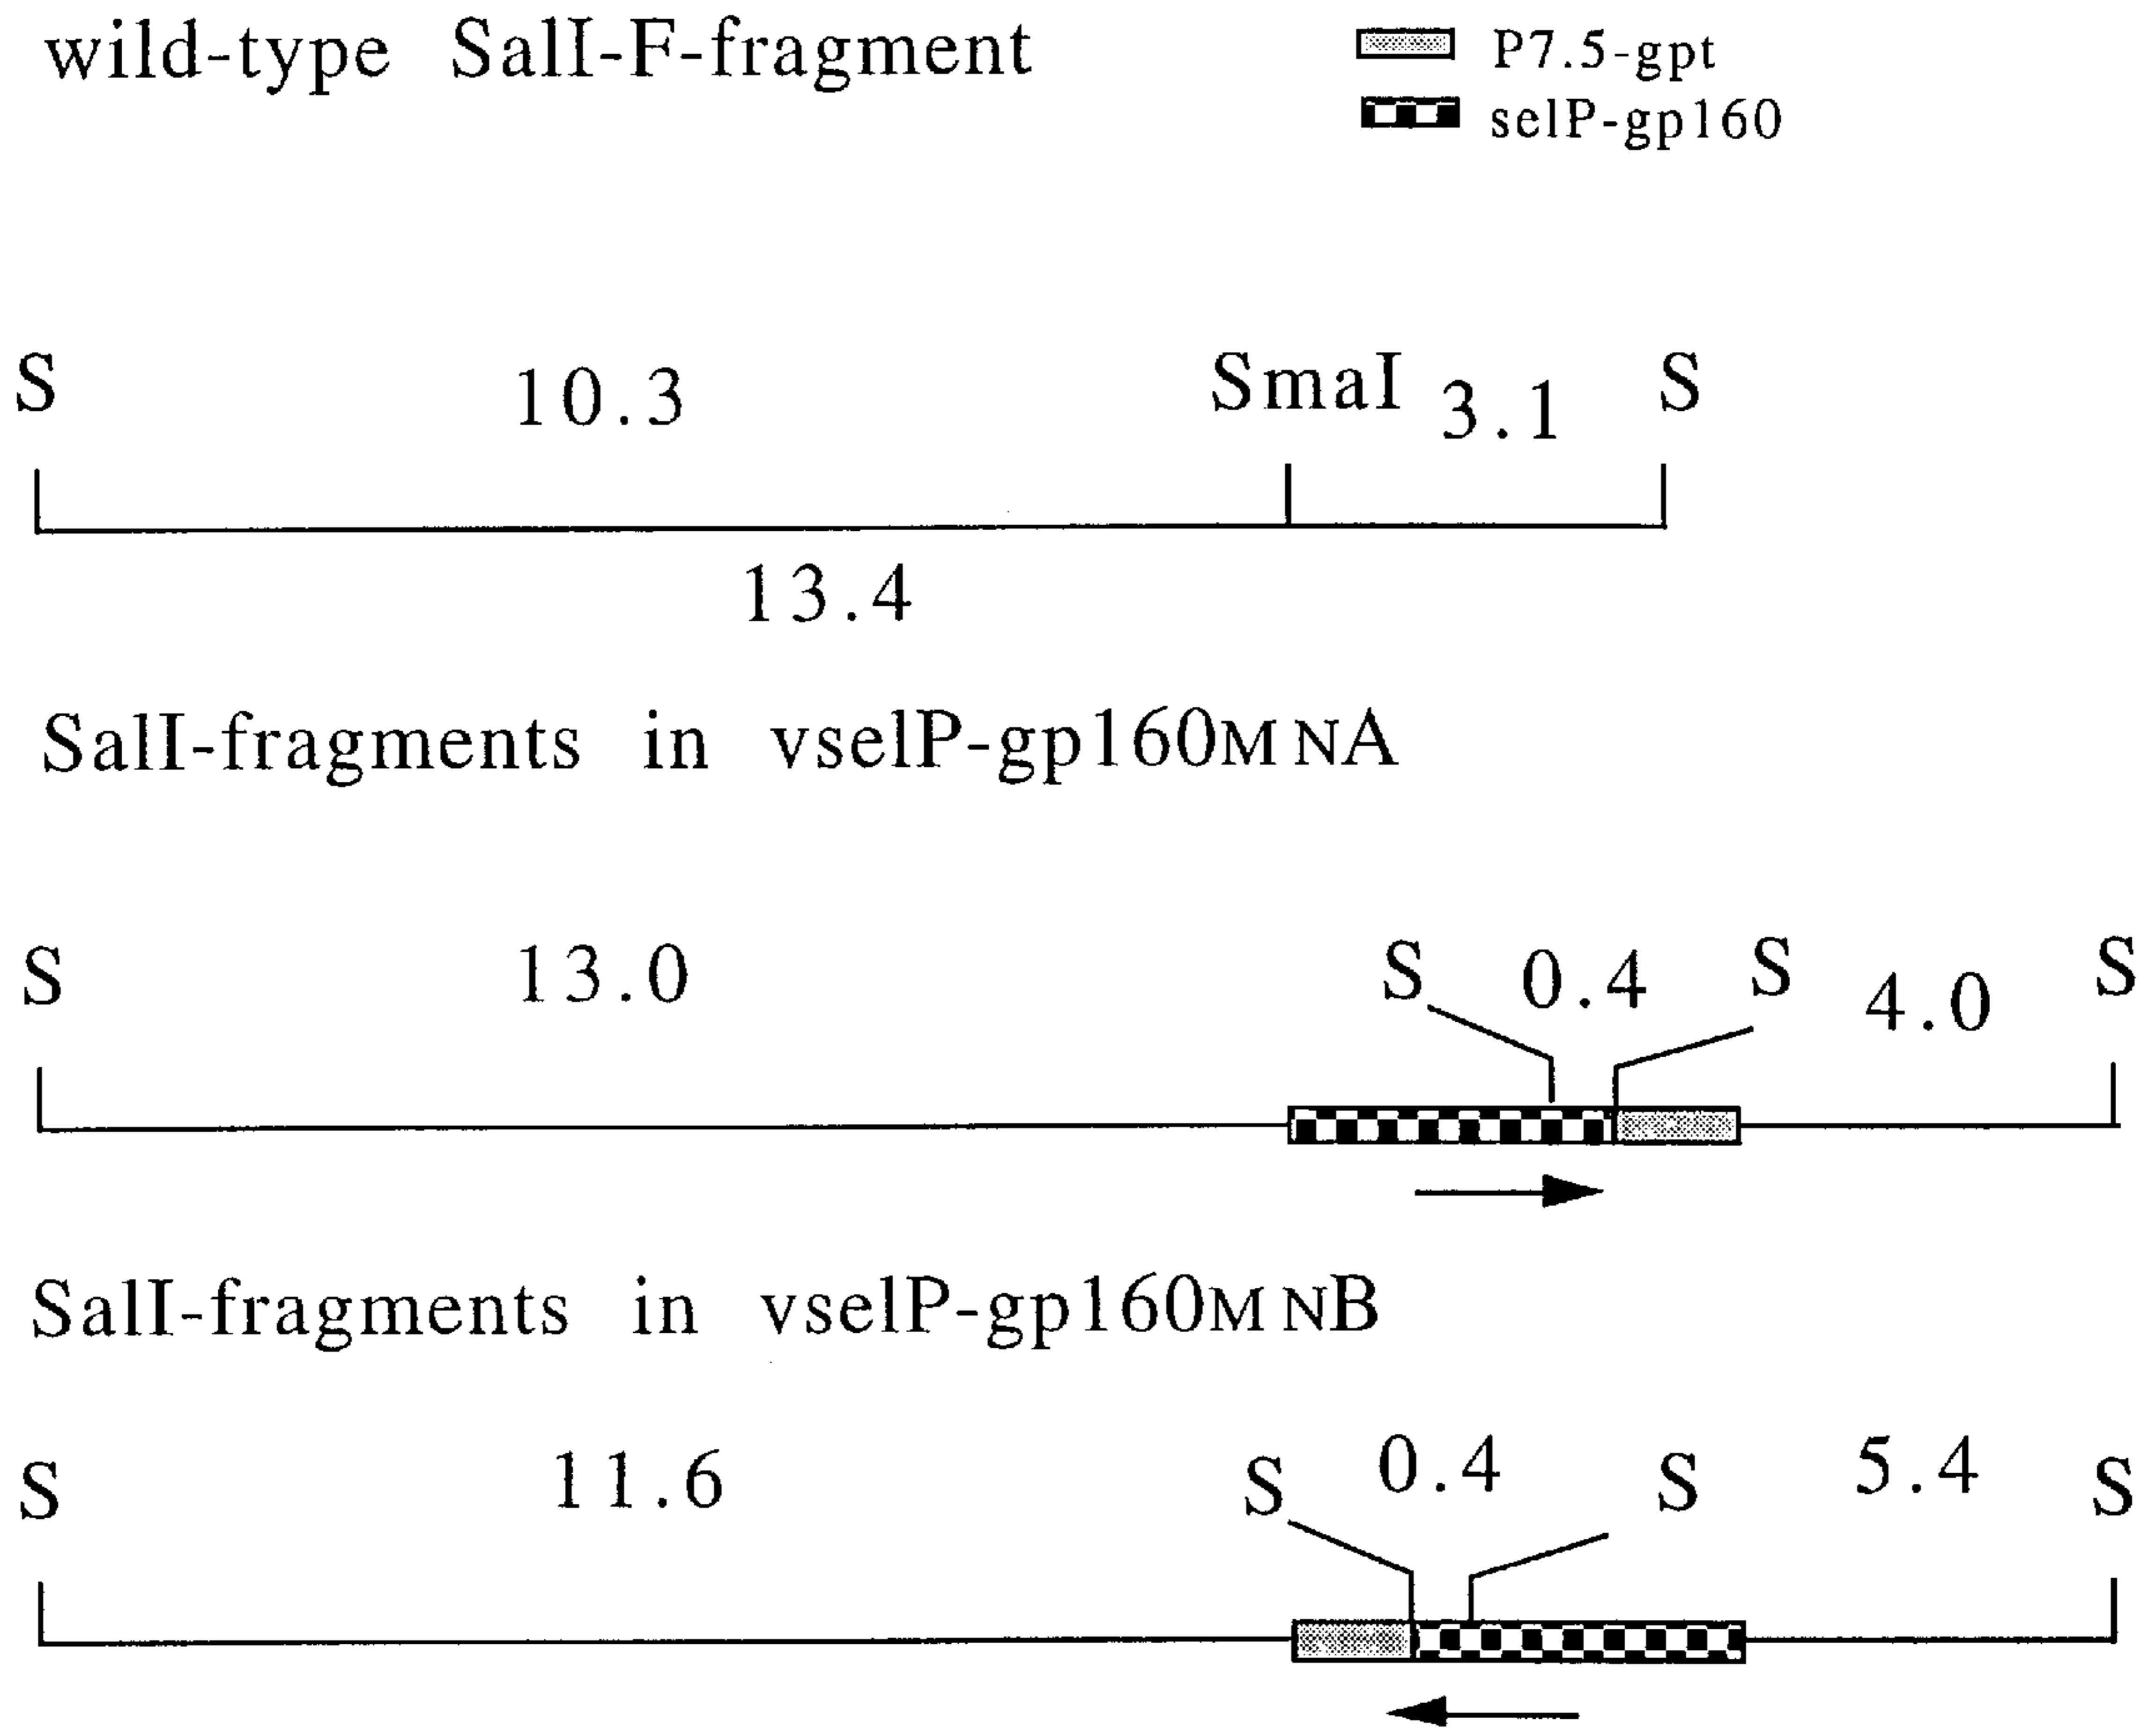 wild-type SalI-F-fragment
P7.5-gpt
selP-gp160
S 10.3 SmaI 3.1 S
13.4
SalI-fragments in vselP-gp160MNA
S 13.0 S 0.4 S 4.0 S
SalI-fragments in vselP-gp160MNB
S 11.6 S 0.4 S 5.4 S